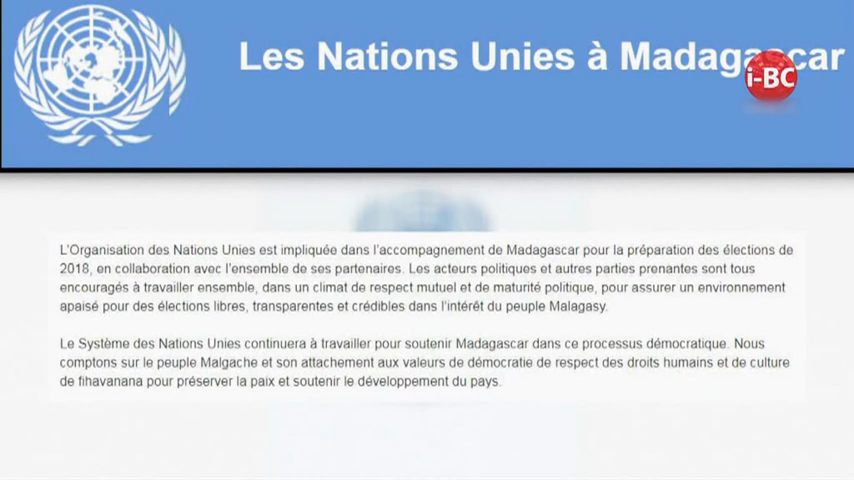 Les Nations Unies à Madagascar
i-BC
L'Organisation des Nations Unies est impliquée dans l'accompagnement de Madagascar pour la préparation des élections de
2018, en collaboration avec l'ensemble de ses partenaires. Les acteurs politiques et autres parties prenantes sont tous
encouragés à travailler ensemble, dans un climat de respect mutuel et de maturité politique, pour assurer un environnement
apaisé pour des élections libres, transparentes et crédibles dans l'intérêt du peuple Malagasy.
Le Système des Nations Unies continuera à travailler pour soutenir Madagascar dans ce processus démocratique. Nous
comptons sur le peuple Malgache et son attachement aux valeurs de démocratie de respect des droits humains et de culture
de fihavanana pour préserver la paix et soutenir le développement du pays.